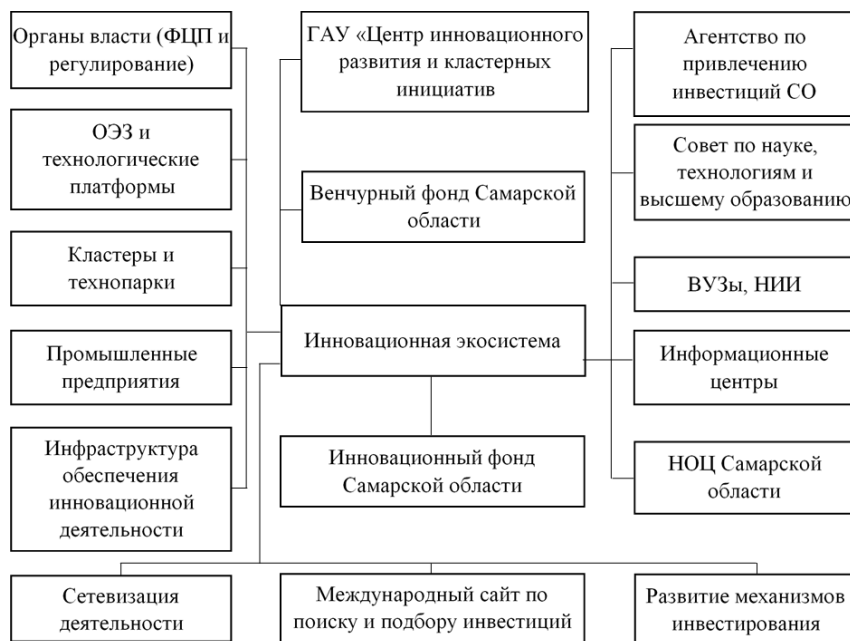 Органы власти (ФЦП и
регулирование)
ОЭЗ и
технологические
платформы
Кластеры и
технопарки
Промышленные
предприятия
Инфраструктура
обеспечения
инновационной
деятельности
ГАУ «Центр инновационного
развития и кластерных
инициатив
Венчурный фонд Самарской
области
Инновационная экосистема
Инновационный фонд
Самарской области
Агентство по
привлечению
инвестиций СО
Совет по науке,
технологиям и
высшему образованию
ВУЗы, НИИ
Информационные
центры
НОЦ Самарской
области
Сетевизация
деятельности
Международный сайт по
поиску и подбору инвестиций
Развитие механизмов
инвестирования